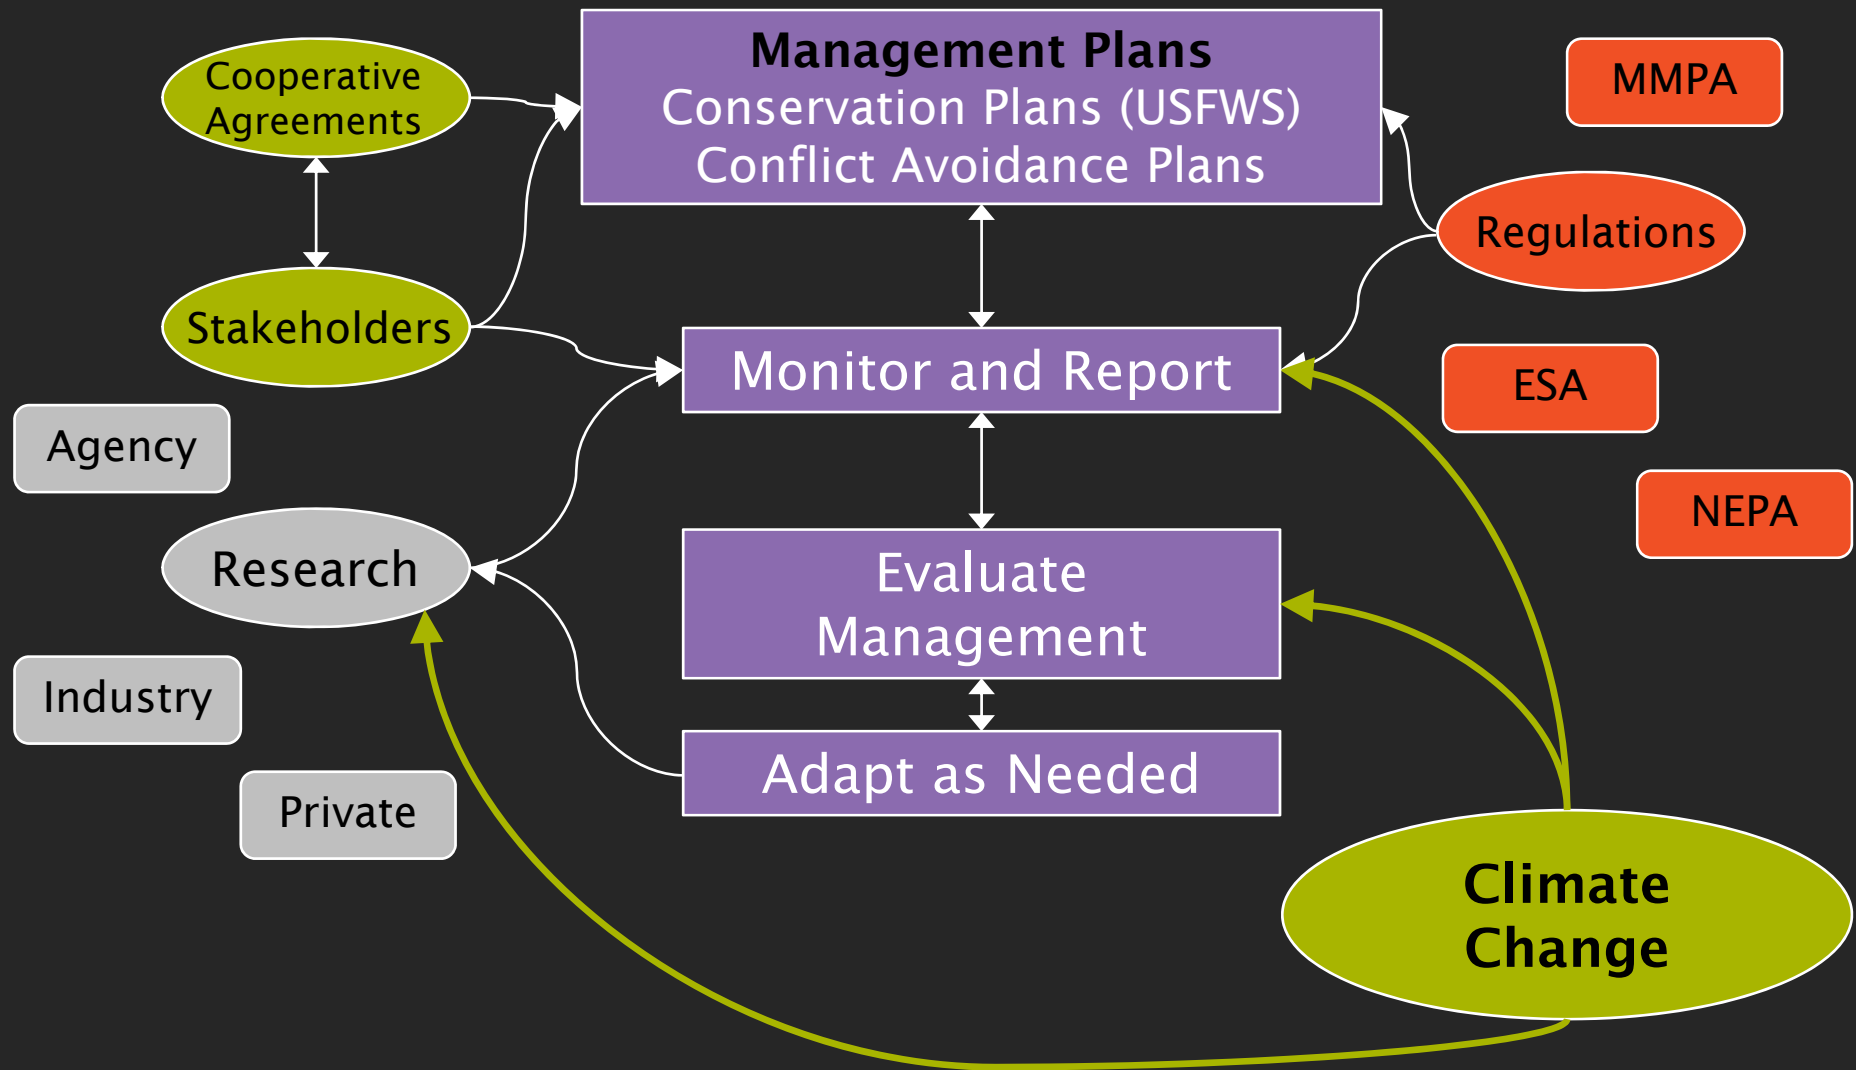 Management Plans
Conservation Plans (USFWS)
Conflict Avoidance Plans
Cooperative
Agreements
MMPA
Regulations
Stakeholders
Monitor and Report
ESA
Agency
NEPA
Research
Evaluate
Management
Industry
Adapt as Needed
Private
Climate
Change